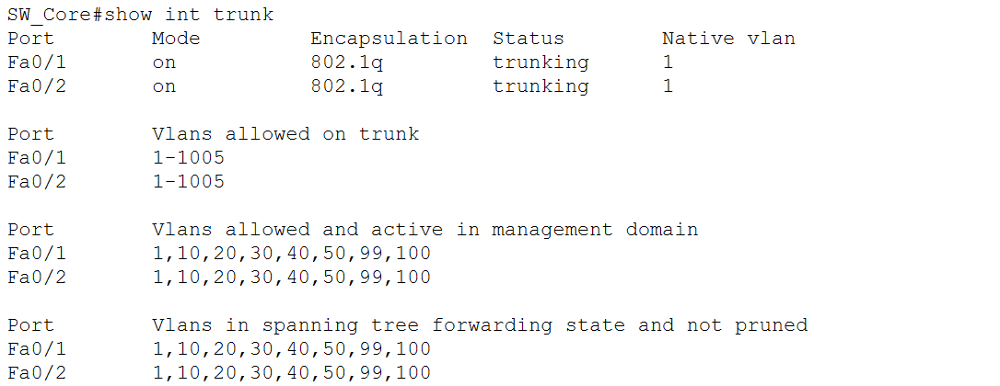 SW_Core#show int trunk
Port        Mode         Encapsulation  Status        Native vlan
Fa0/1       on           802.1q         trunking      1
Fa0/2       on           802.1q         trunking      1

Port        Vlans allowed on trunk
Fa0/1       1-1005
Fa0/2       1-1005

Port        Vlans allowed and active in management domain
Fa0/1       1,10,20,30,40,50,99,100
Fa0/2       1,10,20,30,40,50,99,100

Port        Vlans in spanning tree forwarding state and not pruned
Fa0/1       1,10,20,30,40,50,99,100
Fa0/2       1,10,20,30,40,50,99,100